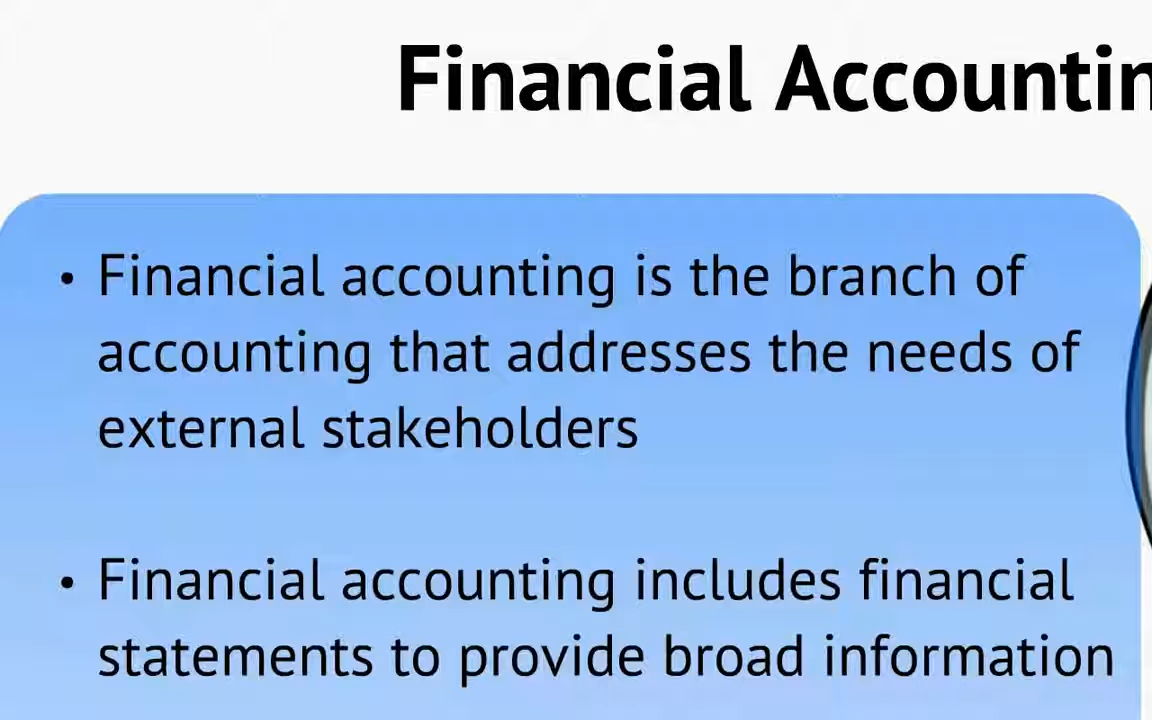 Financial Accountin
• Financial accounting is the branch of
accounting that addresses the needs of
external stakeholders
• Financial accounting includes financial
statements to provide broad information